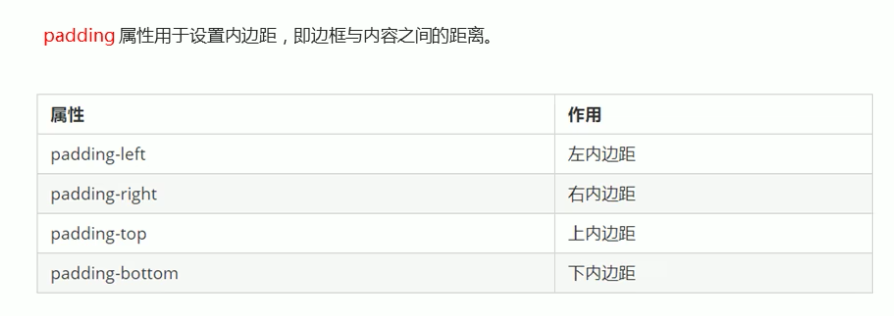 padding 属性用于设置内边距，即边框与内容之间的距离。
属性 作用
padding-left 左内边距
padding-right 右内边距
padding-top 上内边距
padding-bottom 下内边距